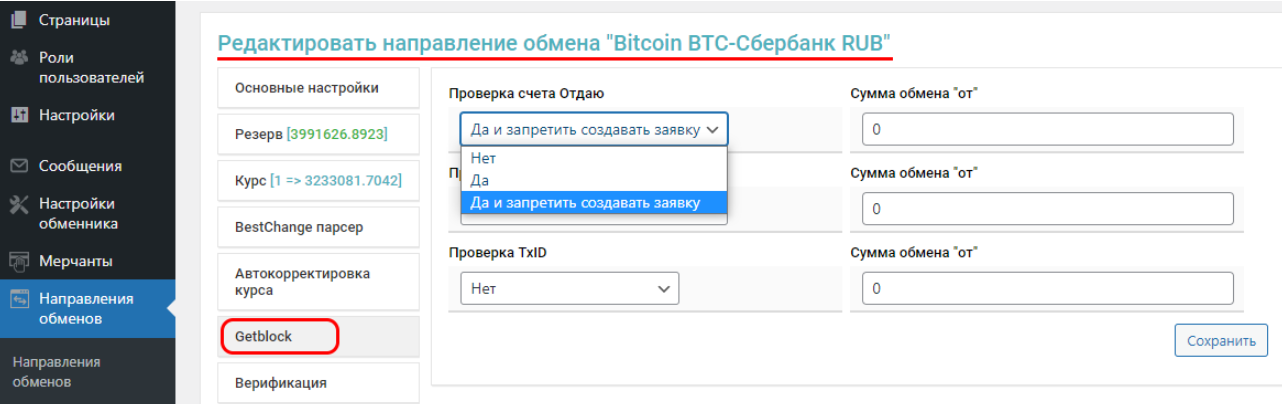 Страницы
Роли
пользователей
Настройки
Сообщения
Настройки
обменника
Мерчанты
Направления
обменов
Направления
обменов
Редактировать направление обмена "Bitcoin BTC-Сбербанк RUB"
Основные настройки
Резерв [3991626.8923]
Курс [1 => 3233081.7042]
BestChange парсер
Автокорректировка
курса
Getblock
Верификация
Проверка счета Отдаю
Сумма обмена "от"
Да и запретить создавать заявку
0
Нет
Да
Да и запретить создавать заявку
Сумма обмена "от"
0
Проверка TxID
Сумма обмена "от"
Нет
0
Сохранить